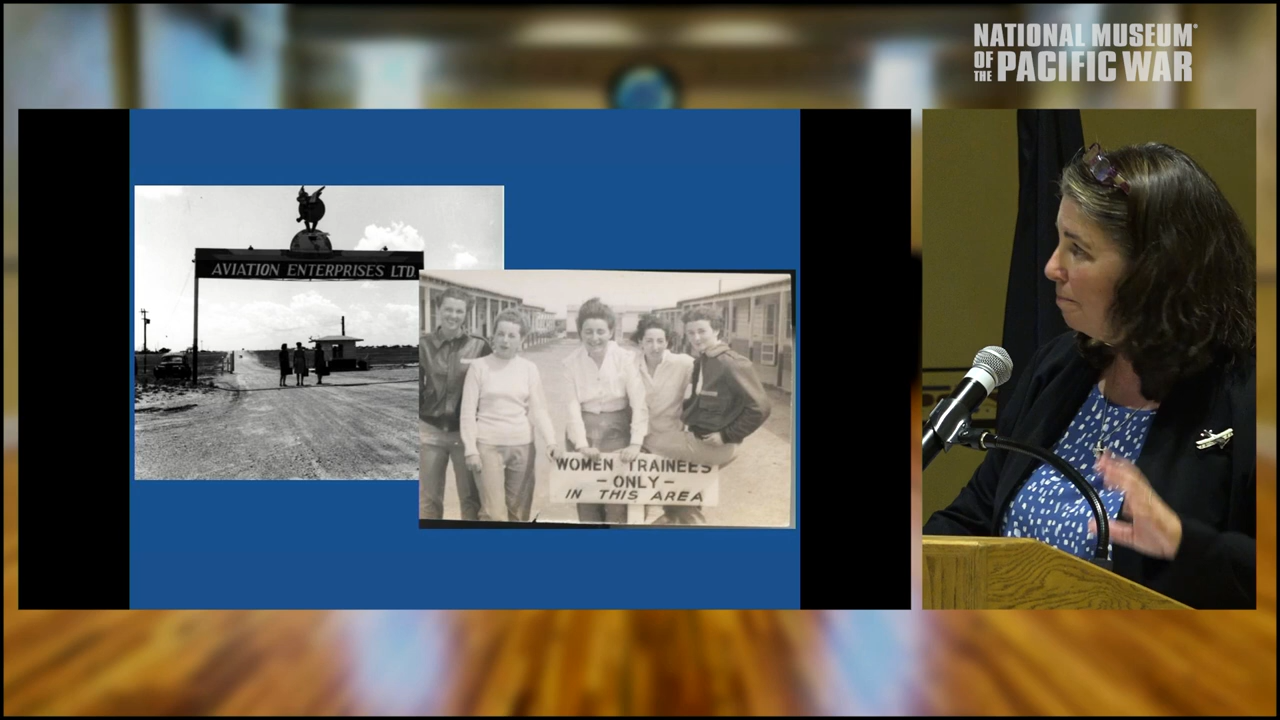 NATIONAL MUSEUM
OF THE PACIFIC WAR
AVIATION ENTERPRISES LTD
WOMEN TRAINEES
- ONLY -
IN THIS AREA